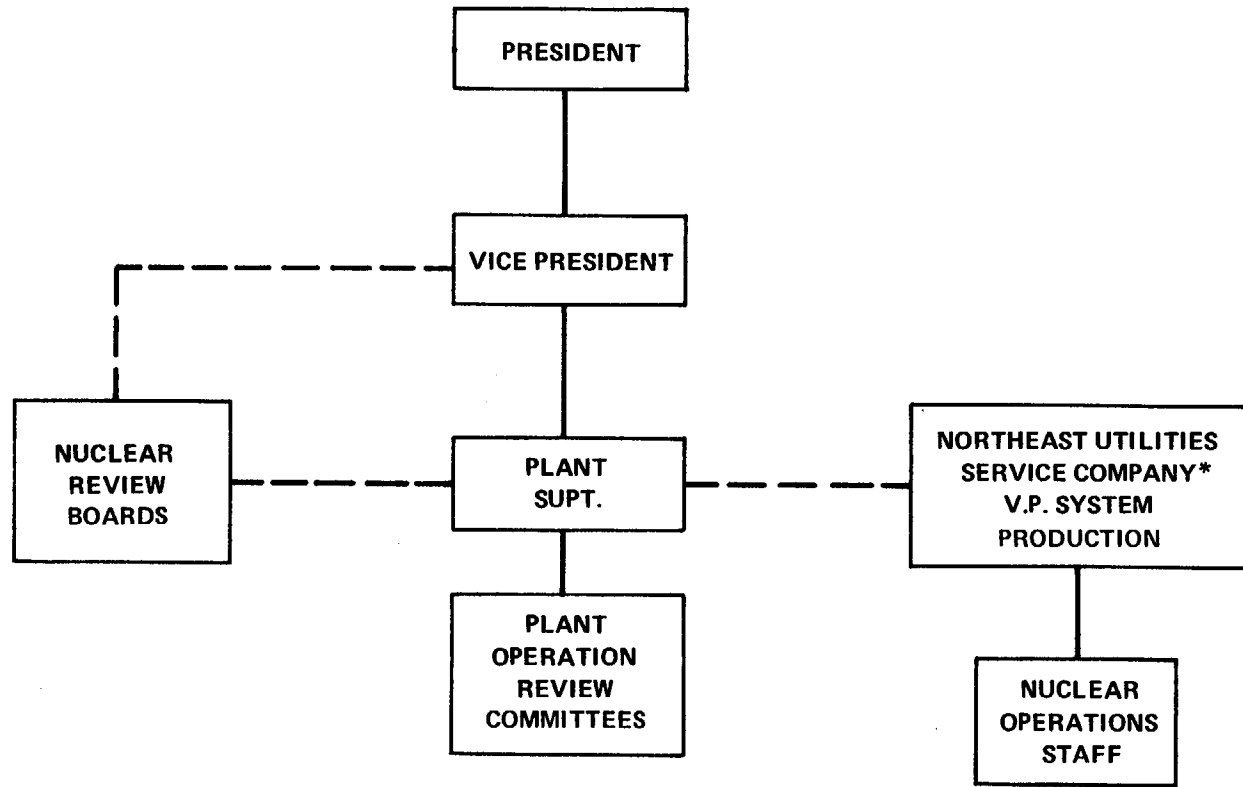 PRESIDENT
VICE PRESIDENT
NUCLEAR
REVIEW
BOARDS
PLANT
SUPT.
NORTHEAST UTILITIES
SERVICE COMPANY*
V.P. SYSTEM
PRODUCTION
PLANT
OPERATION
REVIEW
COMMITTEES
NUCLEAR
OPERATIONS
STAFF